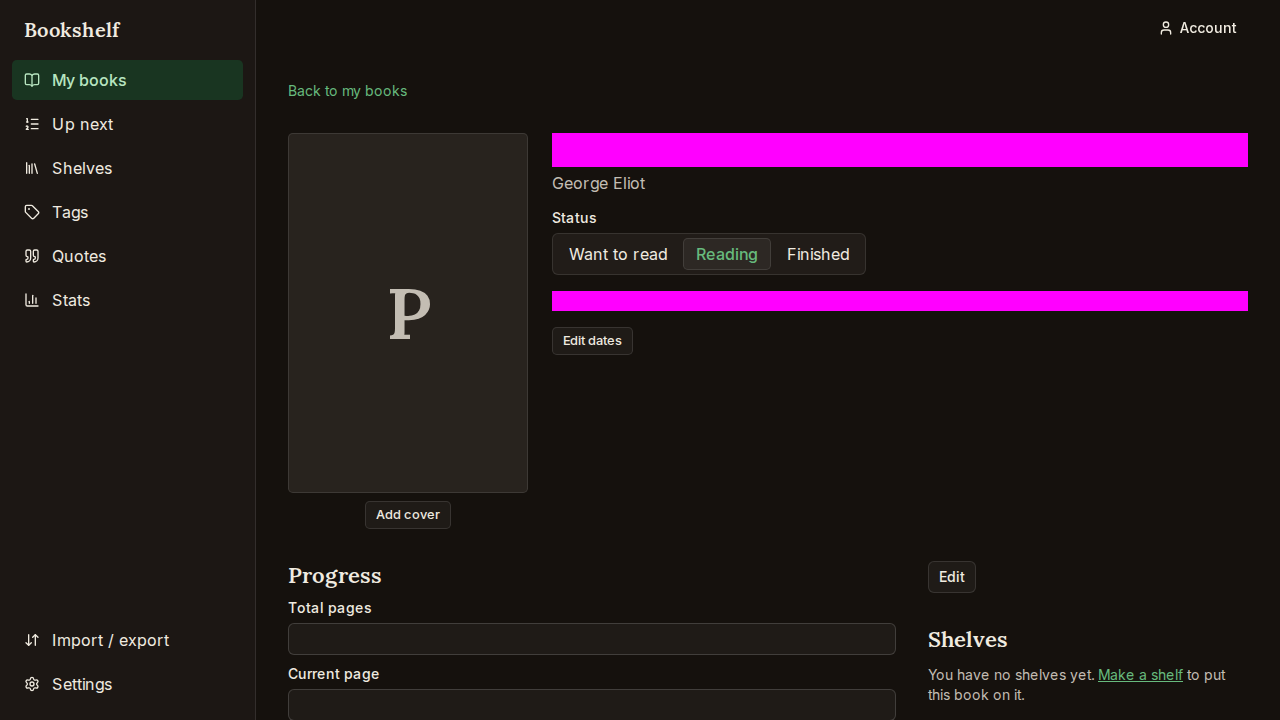 Bookshelf
Account
My books
Up next
Shelves
Tags
Quotes
Stats
Import / export
Settings
Back to my books
P
Add cover
George Eliot
Status
Want to read
Reading
Finished
Edit dates
Progress
Total pages
Current page
Edit
Shelves
You have no shelves yet. Make a shelf to put
this book on it.